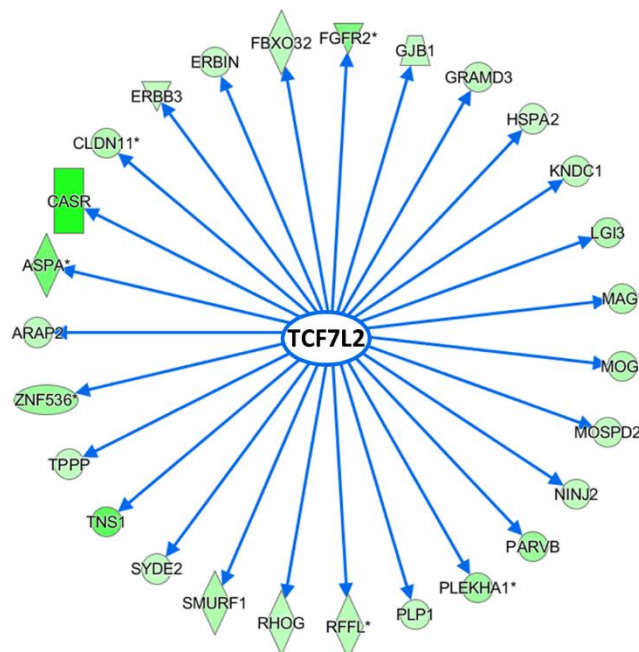 FBXO32
FGFR2*
GJB1
ERBIN
GRAMD3
ERBB3
HSPA2
CLDN11*
KNDC1
CASR
LGI3
ASPA*
MAG
ARAP2
TCF7L2
MOG
ZNF536*
MOSPD2
TPPP
NINJ2
TNS1
PARVB
SYDE2
PLEKHA1*
SMURF1
RHOG
RFFL*
PLP1